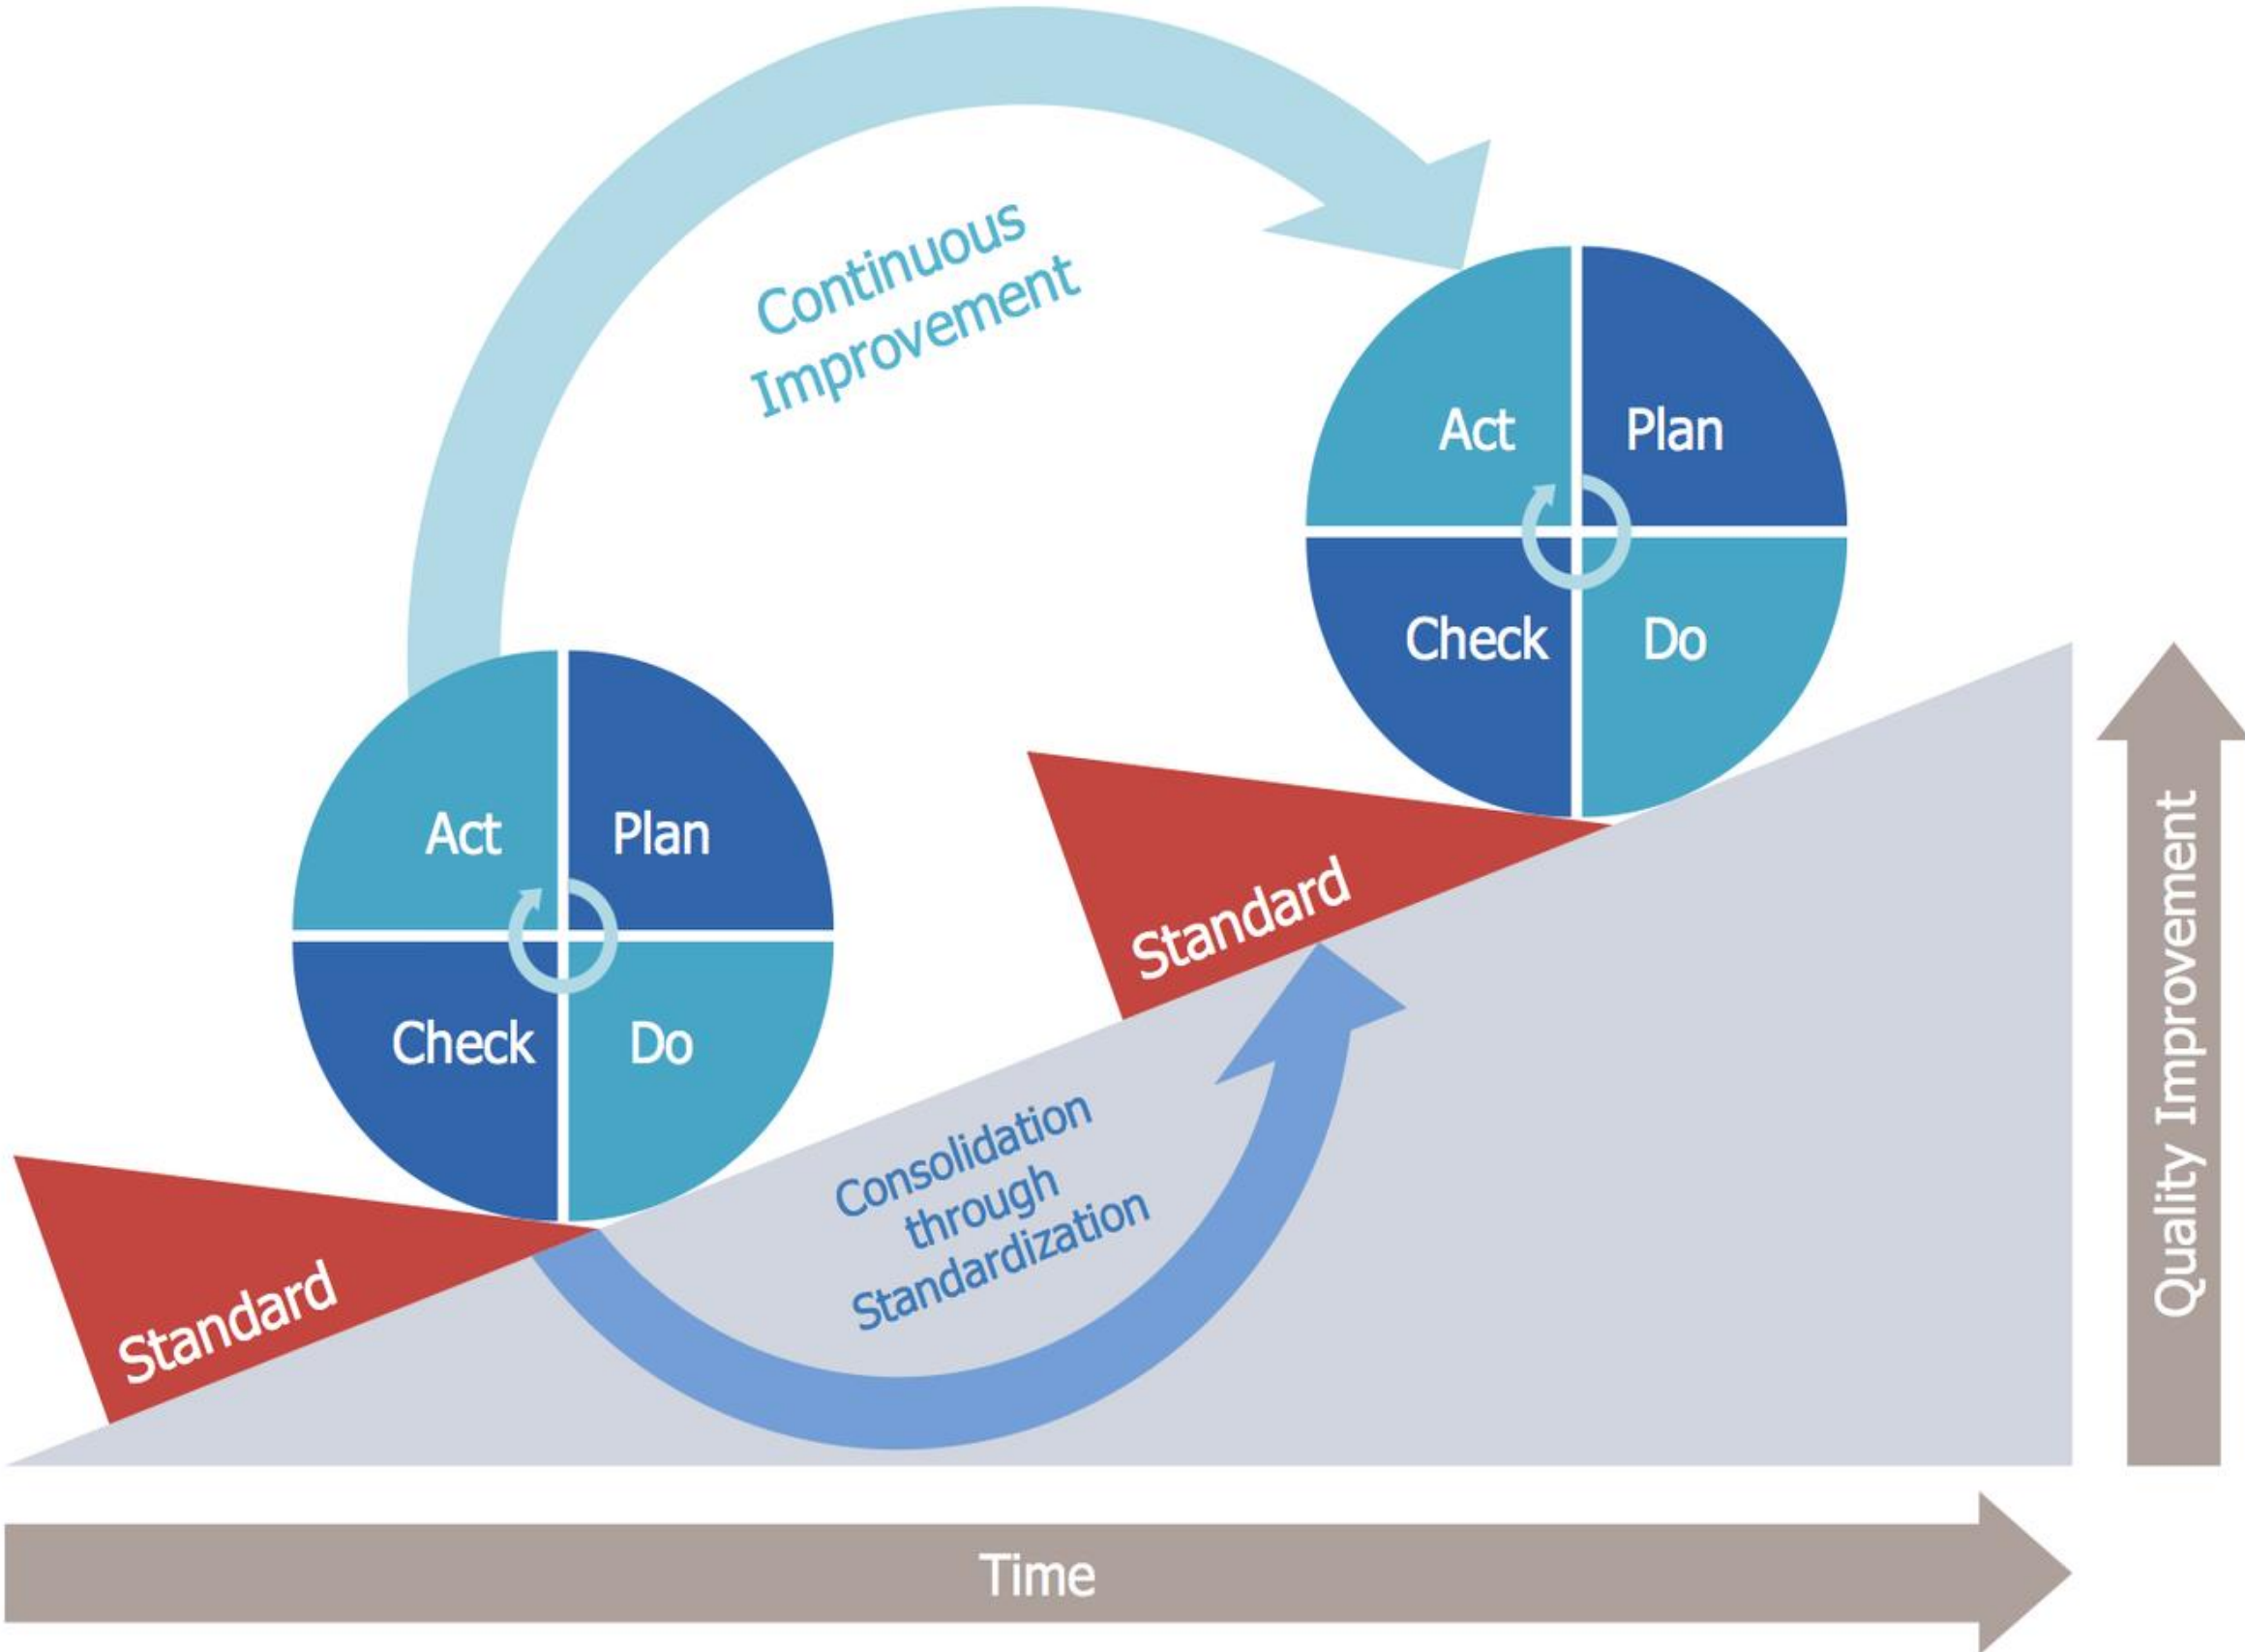 Continuous
Improvement
Act
Plan
Check
Do
Act
Plan
Check
Do
Standard
Standard
Consolidation
through
Standardization
Quality Improvement
Time